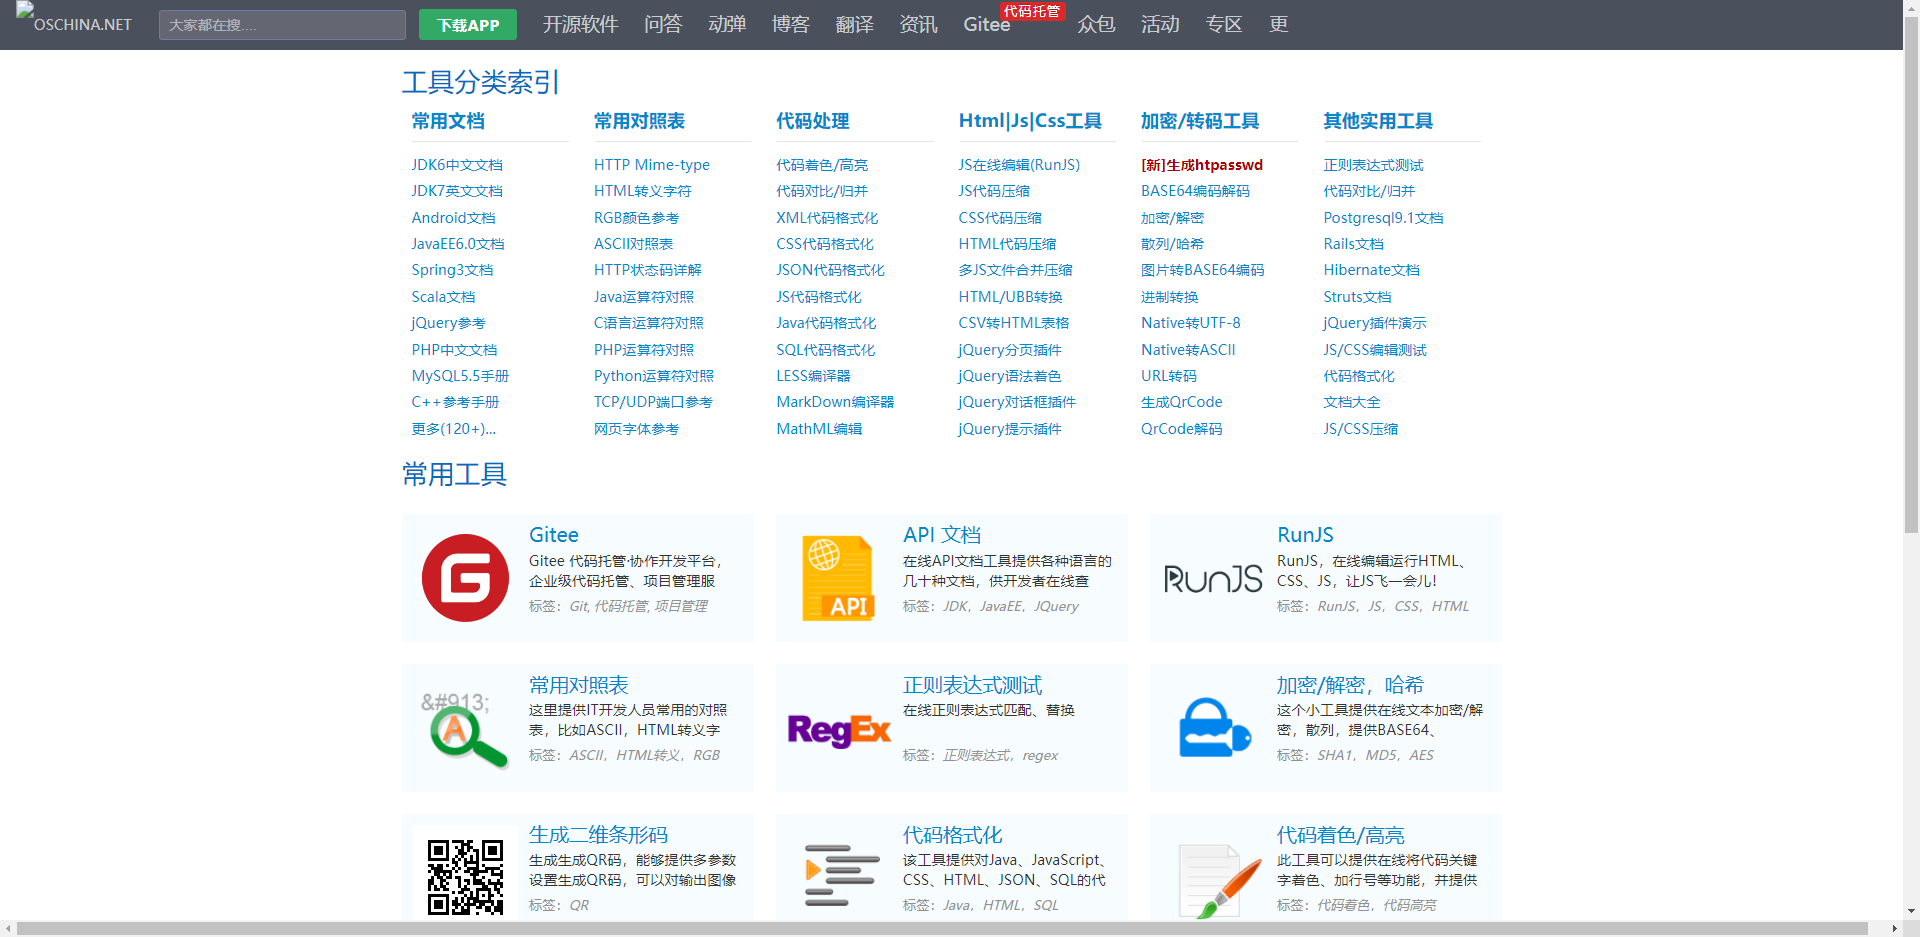 OSCHINA.NET 大家都在搜.... 下载APP 开源软件 问答 动弹 博客 翻译 资讯 Gitee 代码托管 众包 活动 专区 更
工具分类索引
常用文档 常用对照表 代码处理 Html|Js|Css工具 加密/转码工具 其他实用工具
JDK6中文文档 HTTP Mime-type 代码着色/高亮 JS在线编辑(RunJS) [新]生成htpasswd 正则表达式测试
JDK7英文文档 HTML转义字符 代码对比/归并 JS代码压缩 BASE64编码解码 代码对比/归并
Android文档 RGB颜色参考 XML代码格式化 CSS代码压缩 加密/解密 Postgresql9.1文档
JavaEE6.0文档 ASCII对照表 CSS代码格式化 HTML代码压缩 散列/哈希 Rails文档
Spring3文档 HTTP状态码详解 JSON代码格式化 多JS文件合并压缩 图片转BASE64编码 Hibernate文档
Scala文档 Java运算符对照 JS代码格式化 HTML/UBB转换 进制转换 Struts文档
jQuery参考 C语言运算符对照 Java代码格式化 CSV转HTML表格 Native转UTF-8 jQuery插件演示
PHP中文文档 PHP运算符对照 SQL代码格式化 jQuery分页插件 Native转ASCII JS/CSS编辑测试
MySQL5.5手册 Python运算符对照 LESS编译器 jQuery语法着色 URL转码 代码格式化
C++参考手册 TCP/UDP端口参考 MarkDown编译器 jQuery对话框插件 生成QrCode 文档大全
更多(120+)... 网页字体参考 MathML编辑 jQuery提示插件 QrCode解码 JS/CSS压缩
常用工具
Gitee
Gitee 代码托管·协作开发平台，
企业级代码托管、项目管理服
标签：Git, 代码托管, 项目管理
API
API 文档
在线API文档工具提供各种语言的
几十种文档，供开发者在线查
标签：JDK，JavaEE，JQuery
RunJS
RunJS
RunJS，在线编辑运行HTML、
CSS、JS，让JS飞一会儿！
标签：RunJS，JS，CSS，HTML
&#913;
A
常用对照表
这里提供IT开发人员常用的对照
表，比如ASCII，HTML转义字
标签：ASCII，HTML转义，RGB
RegEx
正则表达式测试
在线正则表达式匹配、替换
标签：正则表达式，regex
加密/解密，哈希
这个小工具提供在线文本加密/解
密，散列，提供BASE64、
标签：SHA1，MD5，AES
生成二维条形码
生成生成QR码，能够提供多参数
设置生成QR码，可以对输出图像
标签：QR
代码格式化
该工具提供对Java、JavaScript、
CSS、HTML、JSON、SQL的代
标签：Java，HTML，SQL
代码着色/高亮
此工具可以提供在线将代码关键
字着色、加行号等功能，并提供
标签：代码着色，代码高亮